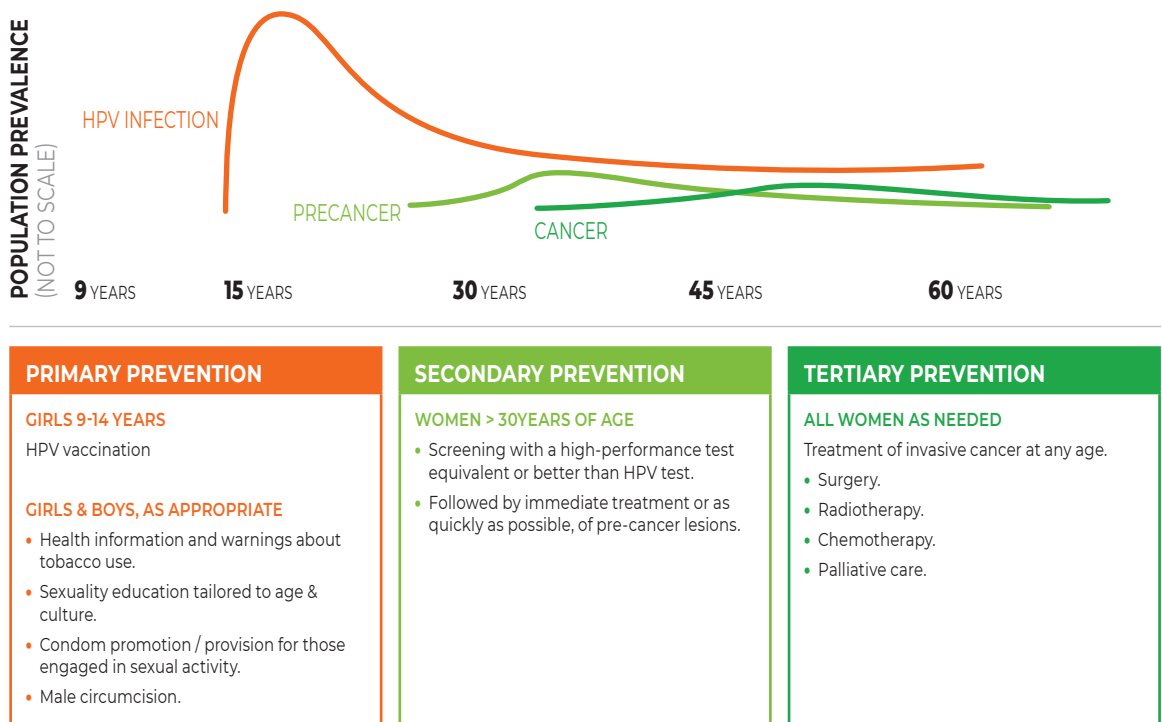 POPULATION PREVALENCE
(NOT TO SCALE)
HPV INFECTION
PRECANCER
CANCER
9 YEARS
15 YEARS
30 YEARS
45 YEARS
60 YEARS
PRIMARY PREVENTION
GIRLS 9-14 YEARS
HPV vaccination
GIRLS & BOYS, AS APPROPRIATE
• Health information and warnings about
tobacco use.
• Sexuality education tailored to age &
culture.
• Condom promotion / provision for those
engaged in sexual activity.
• Male circumcision.
SECONDARY PREVENTION
WOMEN > 30YEARS OF AGE
• Screening with a high-performance test
equivalent or better than HPV test.
• Followed by immediate treatment or as
quickly as possible, of pre-cancer lesions.
TERTIARY PREVENTION
ALL WOMEN AS NEEDED
Treatment of invasive cancer at any age.
• Surgery.
• Radiotherapy.
• Chemotherapy.
• Palliative care.